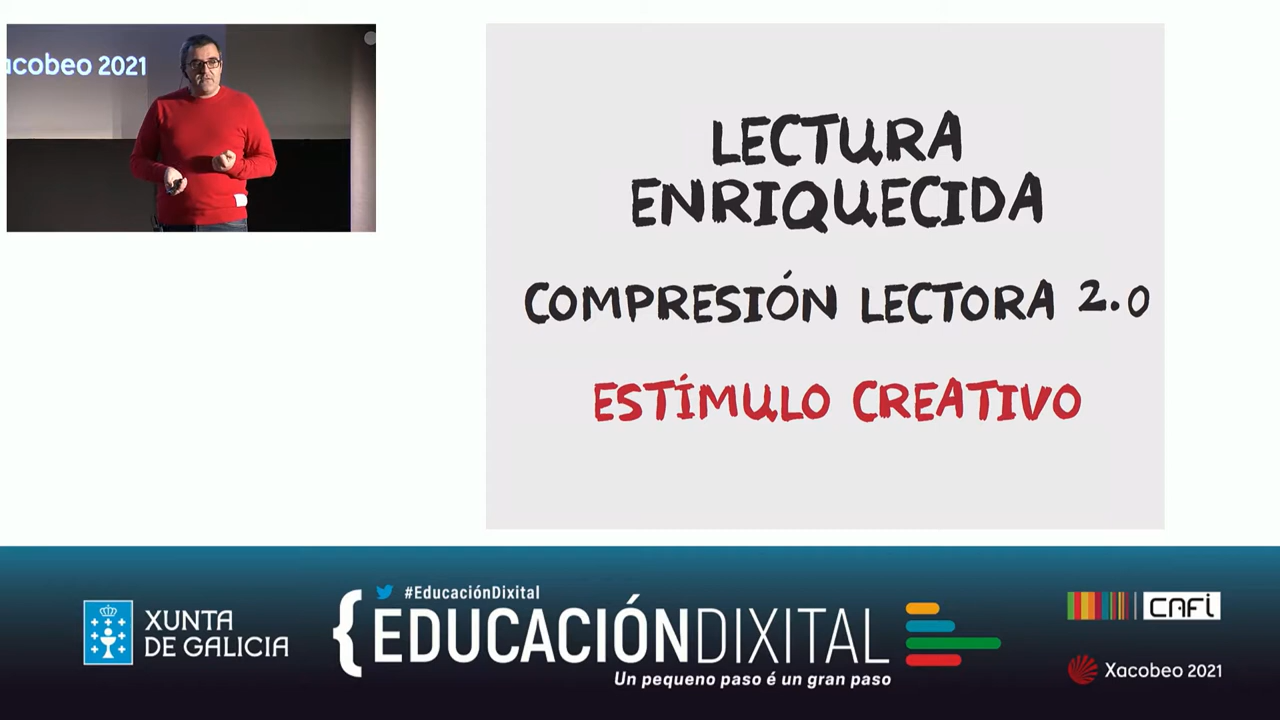 acobeo 2021
LECTURA
ENRIQUECIDA
COMPRESIÓN LECTORA 2.0
ESTÍMULO CREATIVO
XUNTA
DE GALICIA
#EducaciónDixital
{EDUCACIÓNDIXITAL
Un pequeno paso é un gran paso
CAFI
Xacobeo 2021